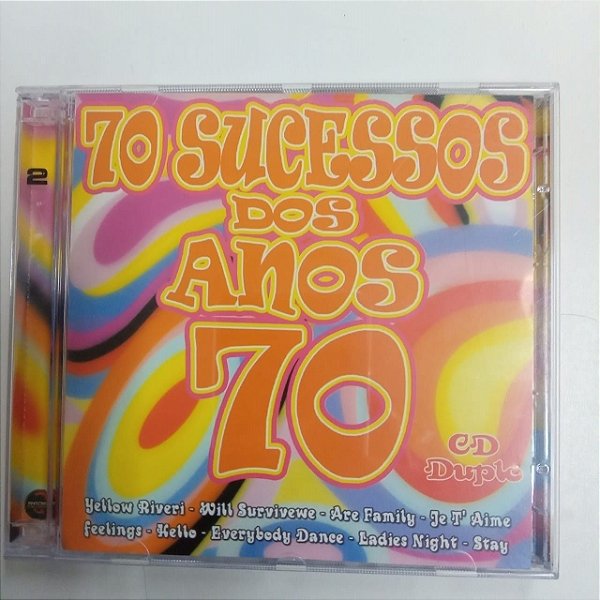 70 SUCESSOS
DOS
ANOS
70
CD
Duplo
Yellow Riveri - Will Survivewe - Are Family - Je T' Aime
feelings - Hello - Everybody Dance - Ladies Night - Stay
2